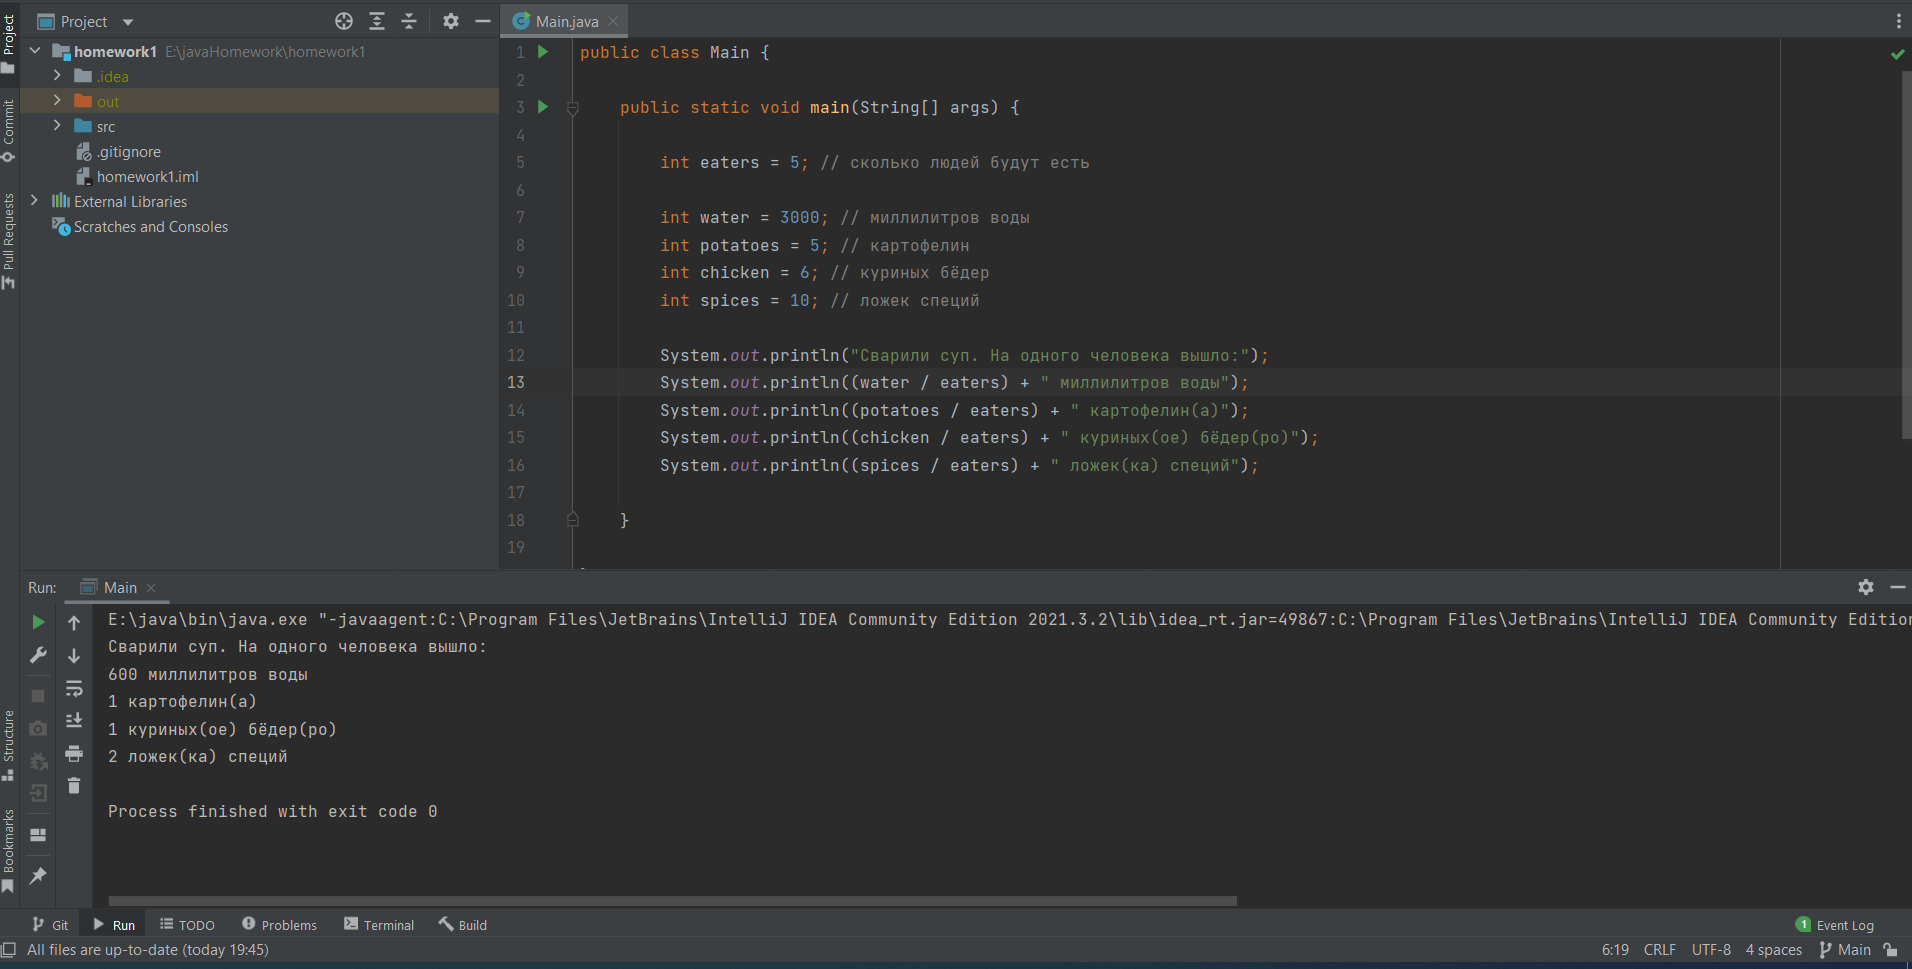 Project
Main.java
homework1 E:\javaHomework\homework1
.idea
out
src
.gitignore
homework1.iml
External Libraries
Scratches and Consoles
Project
Commit
Pull Requests
Structure
Bookmarks
1 public class Main {
2
3 public static void main(String[] args) {
4
5 int eaters = 5; // сколько людей будут есть
6
7 int water = 3000; // миллилитров воды
8 int potatoes = 5; // картофелин
9 int chicken = 6; // куриных бёдер
10 int spices = 10; // ложек специй
11
12 System.out.println("Сварили суп. На одного человека вышло:");
13 System.out.println((water / eaters) + " миллилитров воды");
14 System.out.println((potatoes / eaters) + " картофелин(а)");
15 System.out.println((chicken / eaters) + " куриных(ое) бёдер(ро)");
16 System.out.println((spices / eaters) + " ложек(ка) специй");
17
18 }
19
Run: Main
E:\java\bin\java.exe "-javaagent:C:\Program Files\JetBrains\IntelliJ IDEA Community Edition 2021.3.2\lib\idea_rt.jar=49867:C:\Program Files\JetBrains\IntelliJ IDEA Community Edition
Сварили суп. На одного человека вышло:
600 миллилитров воды
1 картофелин(а)
1 куриных(ое) бёдер(ро)
2 ложек(ка) специй
Process finished with exit code 0
Git Run TODO Problems Terminal Build 1 Event Log
All files are up-to-date (today 19:45) 6:19 CRLF UTF-8 4 spaces Main